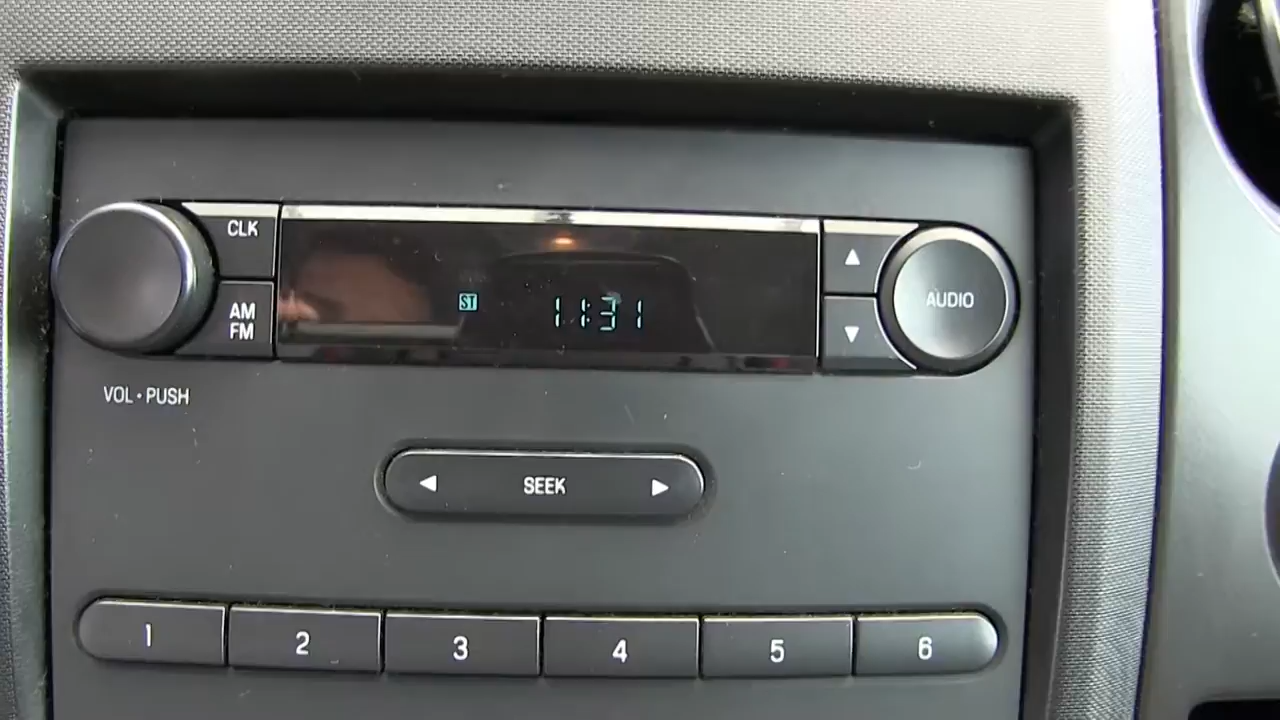 CLK
AM
FM
ST
11:31
▲
▼
AUDIO
VOL • PUSH
◀ SEEK ▶
1 2 3 4 5 6